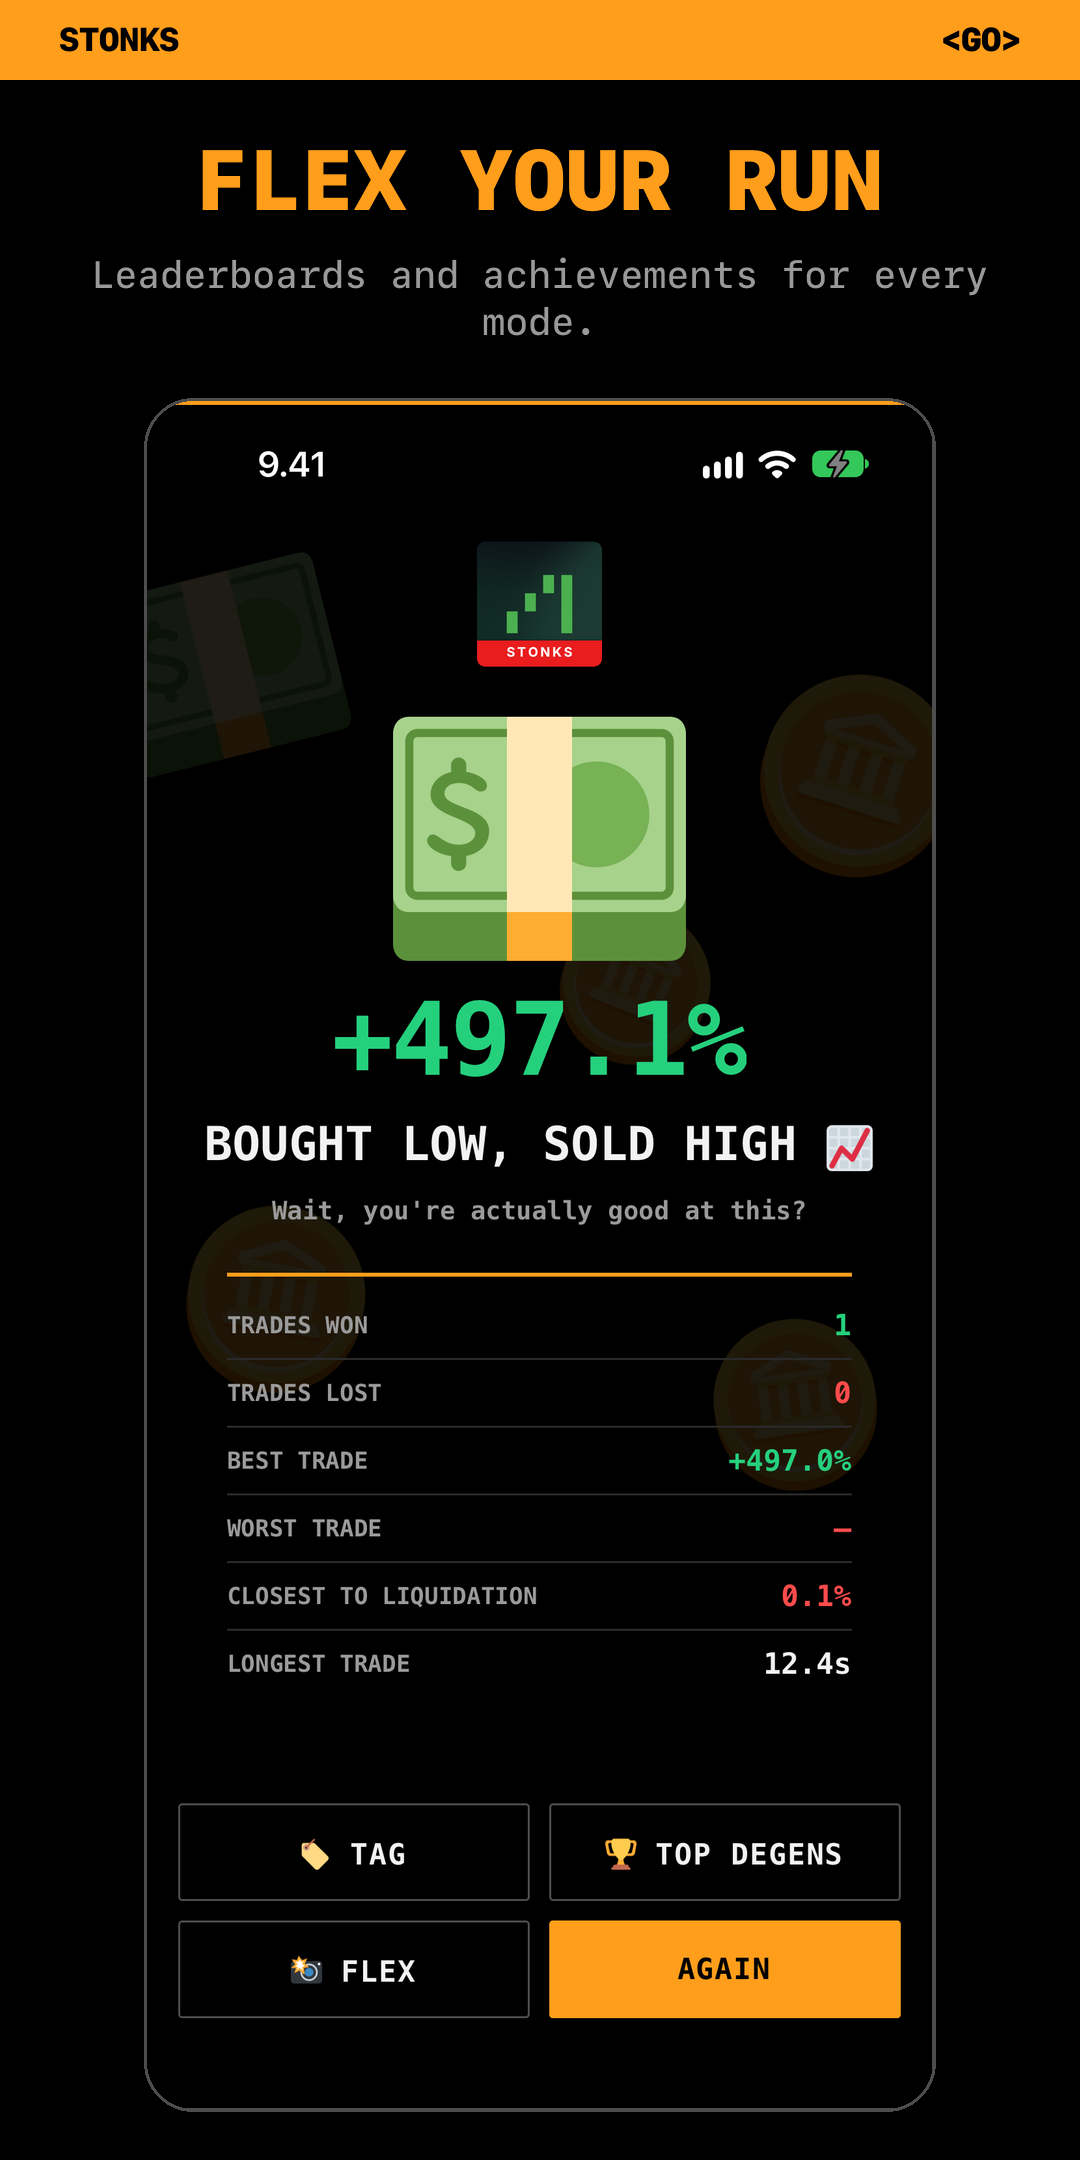 STONKS
<GO>
FLEX YOUR RUN
Leaderboards and achievements for every
mode.
9.41
STONKS
$
+497.1%
BOUGHT LOW, SOLD HIGH 📈
Wait, you're actually good at this?
TRADES WON 1
TRADES LOST 0
BEST TRADE +497.0%
WORST TRADE —
CLOSEST TO LIQUIDATION 0.1%
LONGEST TRADE 12.4s
🏷️ TAG
🏆 TOP DEGENS
📸 FLEX
AGAIN